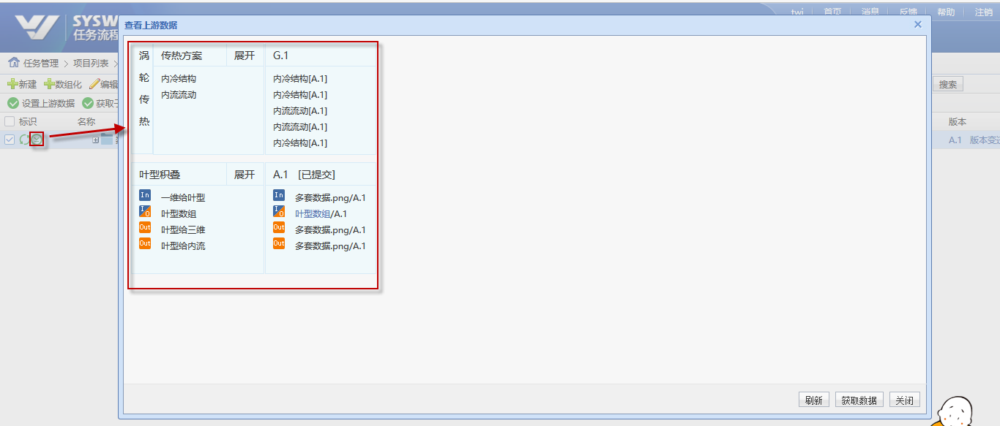 SYSW
任务流程
twj 首页 消息 反馈 帮助 注销
查看上游数据
任务管理 项目列表
新建 数组化 编辑
搜索
设置上游数据 获取子
标识 名称 版本
A.1 版本变迁
涡轮传热 传热方案 展开 G.1
内冷结构 内冷结构[A.1]
内流流动 内冷结构[A.1]
内流流动[A.1]
内流流动[A.1]
内冷结构[A.1]
叶型积叠 展开 A.1 [已提交]
In 一维给叶型 In 多套数据.png/A.1
I/O 叶型数组 I/O 叶型数组/A.1
Out 叶型给三维 Out 多套数据.png/A.1
Out 叶型给内流 Out 多套数据.png/A.1
刷新 获取数据 关闭